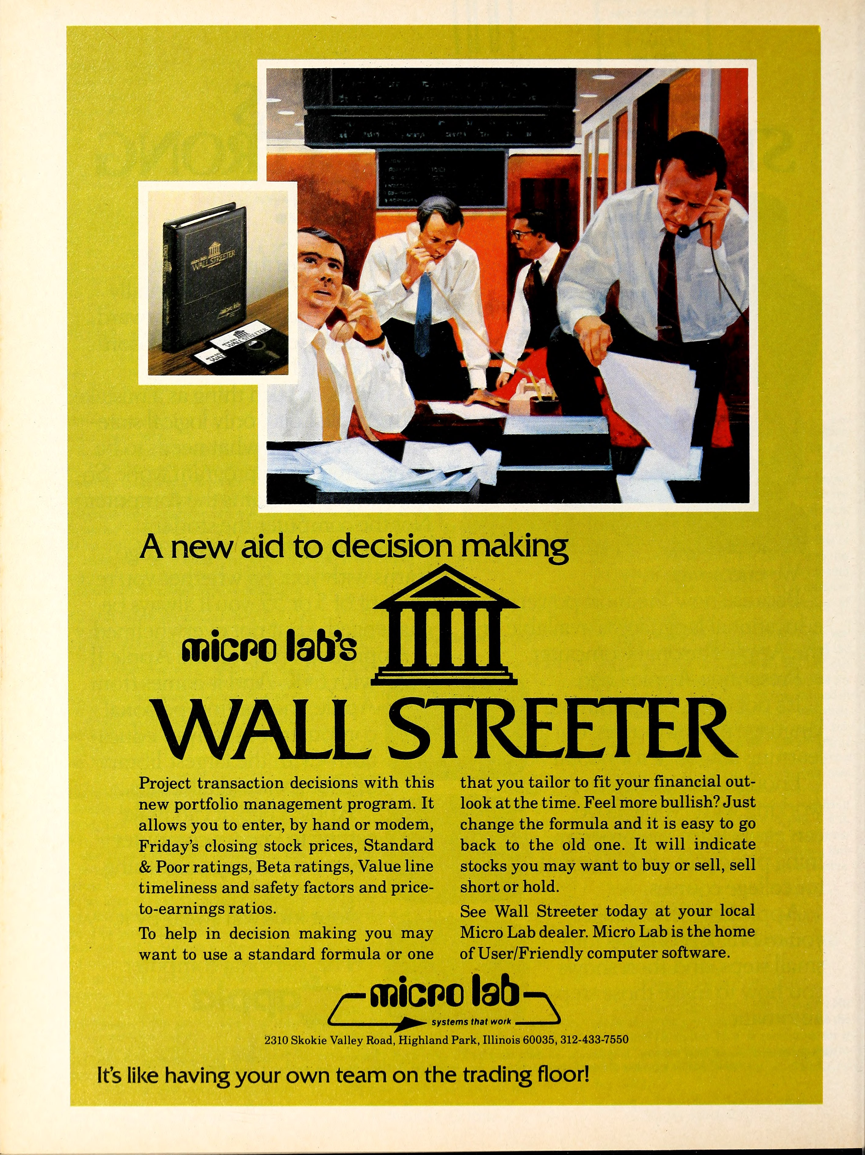 WALL STREETER
A new aid to decision making
micro lab's
WALL STREETER
Project transaction decisions with this
new portfolio management program. It
allows you to enter, by hand or modem,
Friday's closing stock prices, Standard
& Poor ratings, Beta ratings, Value line
timeliness and safety factors and price-
to-earnings ratios.
To help in decision making you may
want to use a standard formula or one
that you tailor to fit your financial out-
look at the time. Feel more bullish? Just
change the formula and it is easy to go
back to the old one. It will indicate
stocks you may want to buy or sell, sell
short or hold.
See Wall Streeter today at your local
Micro Lab dealer. Micro Lab is the home
of User/Friendly computer software.
micro lab
systems that work
2310 Skokie Valley Road, Highland Park, Illinois 60035, 312-433-7550
It's like having your own team on the trading floor!